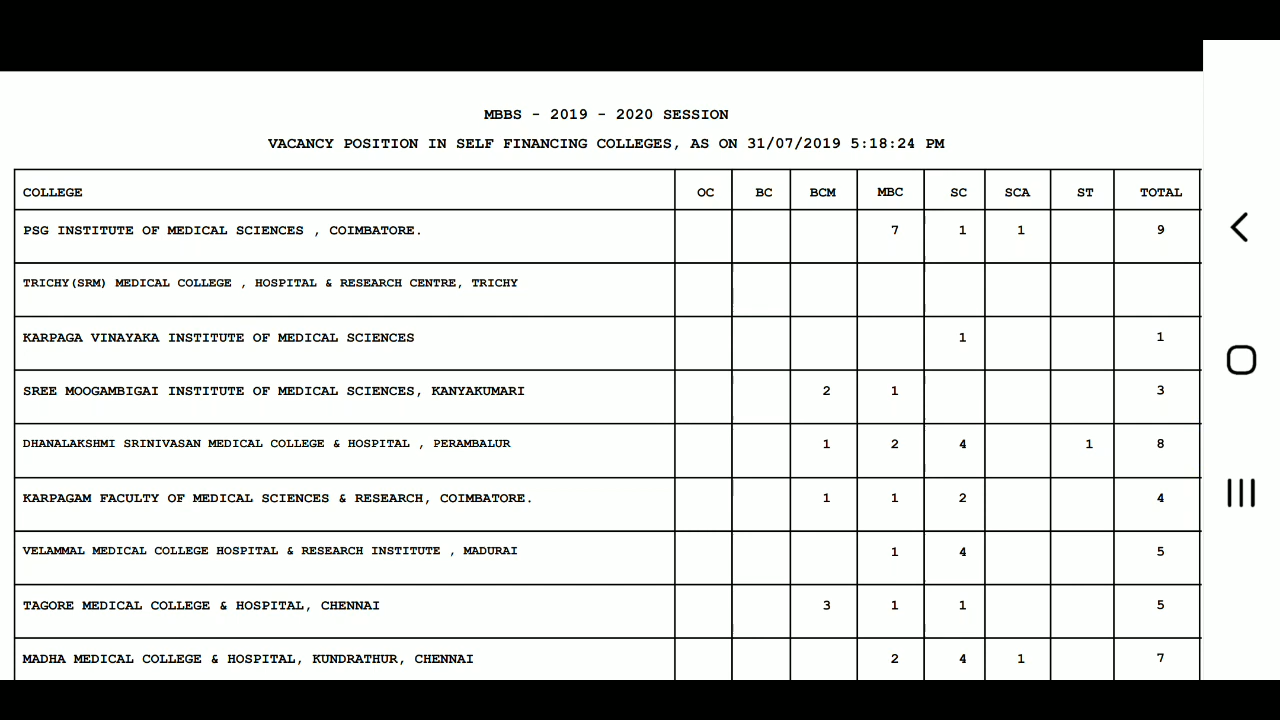 MBBS - 2019 - 2020 SESSION
VACANCY POSITION IN SELF FINANCING COLLEGES, AS ON 31/07/2019 5:18:24 PM
COLLEGE OC BC BCM MBC SC SCA ST TOTAL
PSG INSTITUTE OF MEDICAL SCIENCES , COIMBATORE. 7 1 1 9
TRICHY(SRM) MEDICAL COLLEGE , HOSPITAL & RESEARCH CENTRE, TRICHY
KARPAGA VINAYAKA INSTITUTE OF MEDICAL SCIENCES 1 1
SREE MOOGAMBIGAI INSTITUTE OF MEDICAL SCIENCES, KANYAKUMARI 2 1 3
DHANALAKSHMI SRINIVASAN MEDICAL COLLEGE & HOSPITAL , PERAMBALUR 1 2 4 1 8
KARPAGAM FACULTY OF MEDICAL SCIENCES & RESEARCH, COIMBATORE. 1 1 2 4
VELAMMAL MEDICAL COLLEGE HOSPITAL & RESEARCH INSTITUTE , MADURAI 1 4 5
TAGORE MEDICAL COLLEGE & HOSPITAL, CHENNAI 3 1 1 5
MADHA MEDICAL COLLEGE & HOSPITAL, KUNDRATHUR, CHENNAI 2 4 1 7